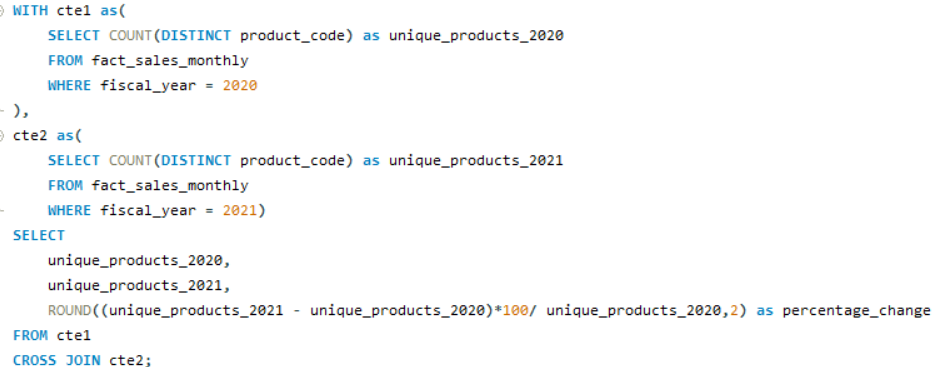 WITH cte1 as(
SELECT COUNT(DISTINCT product_code) as unique_products_2020
FROM fact_sales_monthly
WHERE fiscal_year = 2020
),
cte2 as(
SELECT COUNT(DISTINCT product_code) as unique_products_2021
FROM fact_sales_monthly
WHERE fiscal_year = 2021)
SELECT
unique_products_2020,
unique_products_2021,
ROUND((unique_products_2021 - unique_products_2020)*100/ unique_products_2020,2) as percentage_change
FROM cte1
CROSS JOIN cte2;